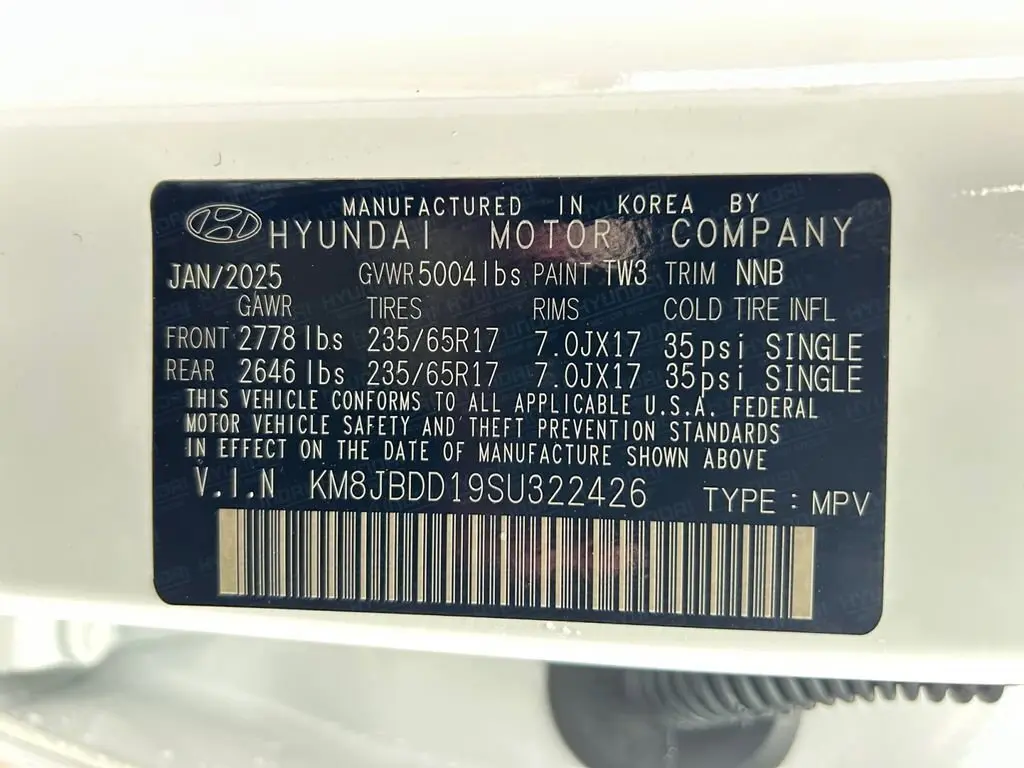 MANUFACTURED IN KOREA BY
HYUNDAI MOTOR COMPANY
JAN/2025 GVWR 5004 lbs PAINT TW3 TRIM NNB
GAWR TIRES RIMS COLD TIRE INFL
FRONT 2778 lbs 235/65R17 7.0JX17 35psi SINGLE
REAR 2646 lbs 235/65R17 7.0JX17 35psi SINGLE
THIS VEHICLE CONFORMS TO ALL APPLICABLE U.S.A. FEDERAL
MOTOR VEHICLE SAFETY AND THEFT PREVENTION STANDARDS
IN EFFECT ON THE DATE OF MANUFACTURE SHOWN ABOVE
V.I.N KM8JBDD19SU322426 TYPE : MPV